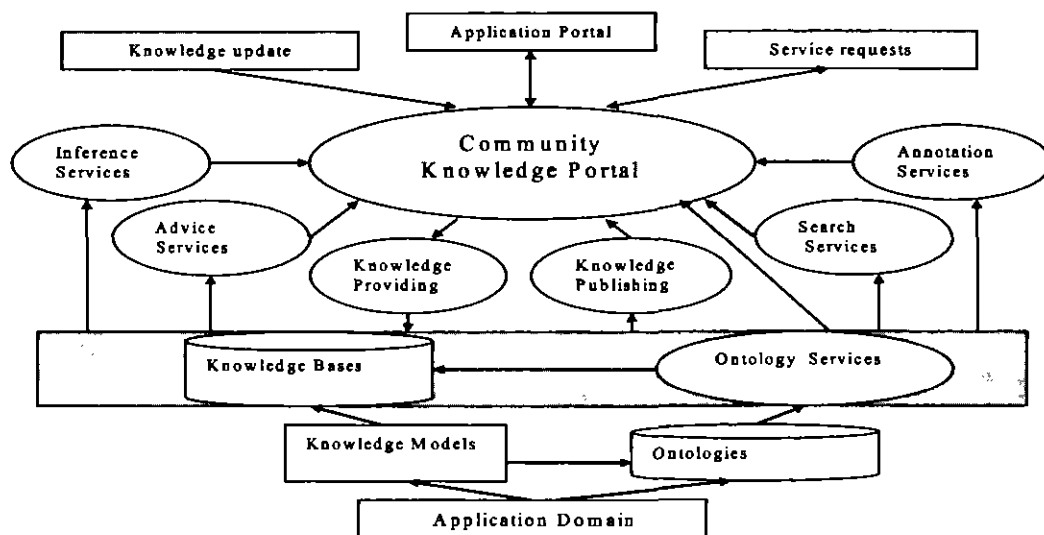 Application Portal
Knowledge update
Service requests
Community
Knowledge Portal
Inference
Services
Annotation
Services
Advice
Services
Search
Services
Knowledge
Providing
Knowledge
Publishing
Knowledge Bases
Ontology Services
Knowledge Models
Ontologies
Application Domain